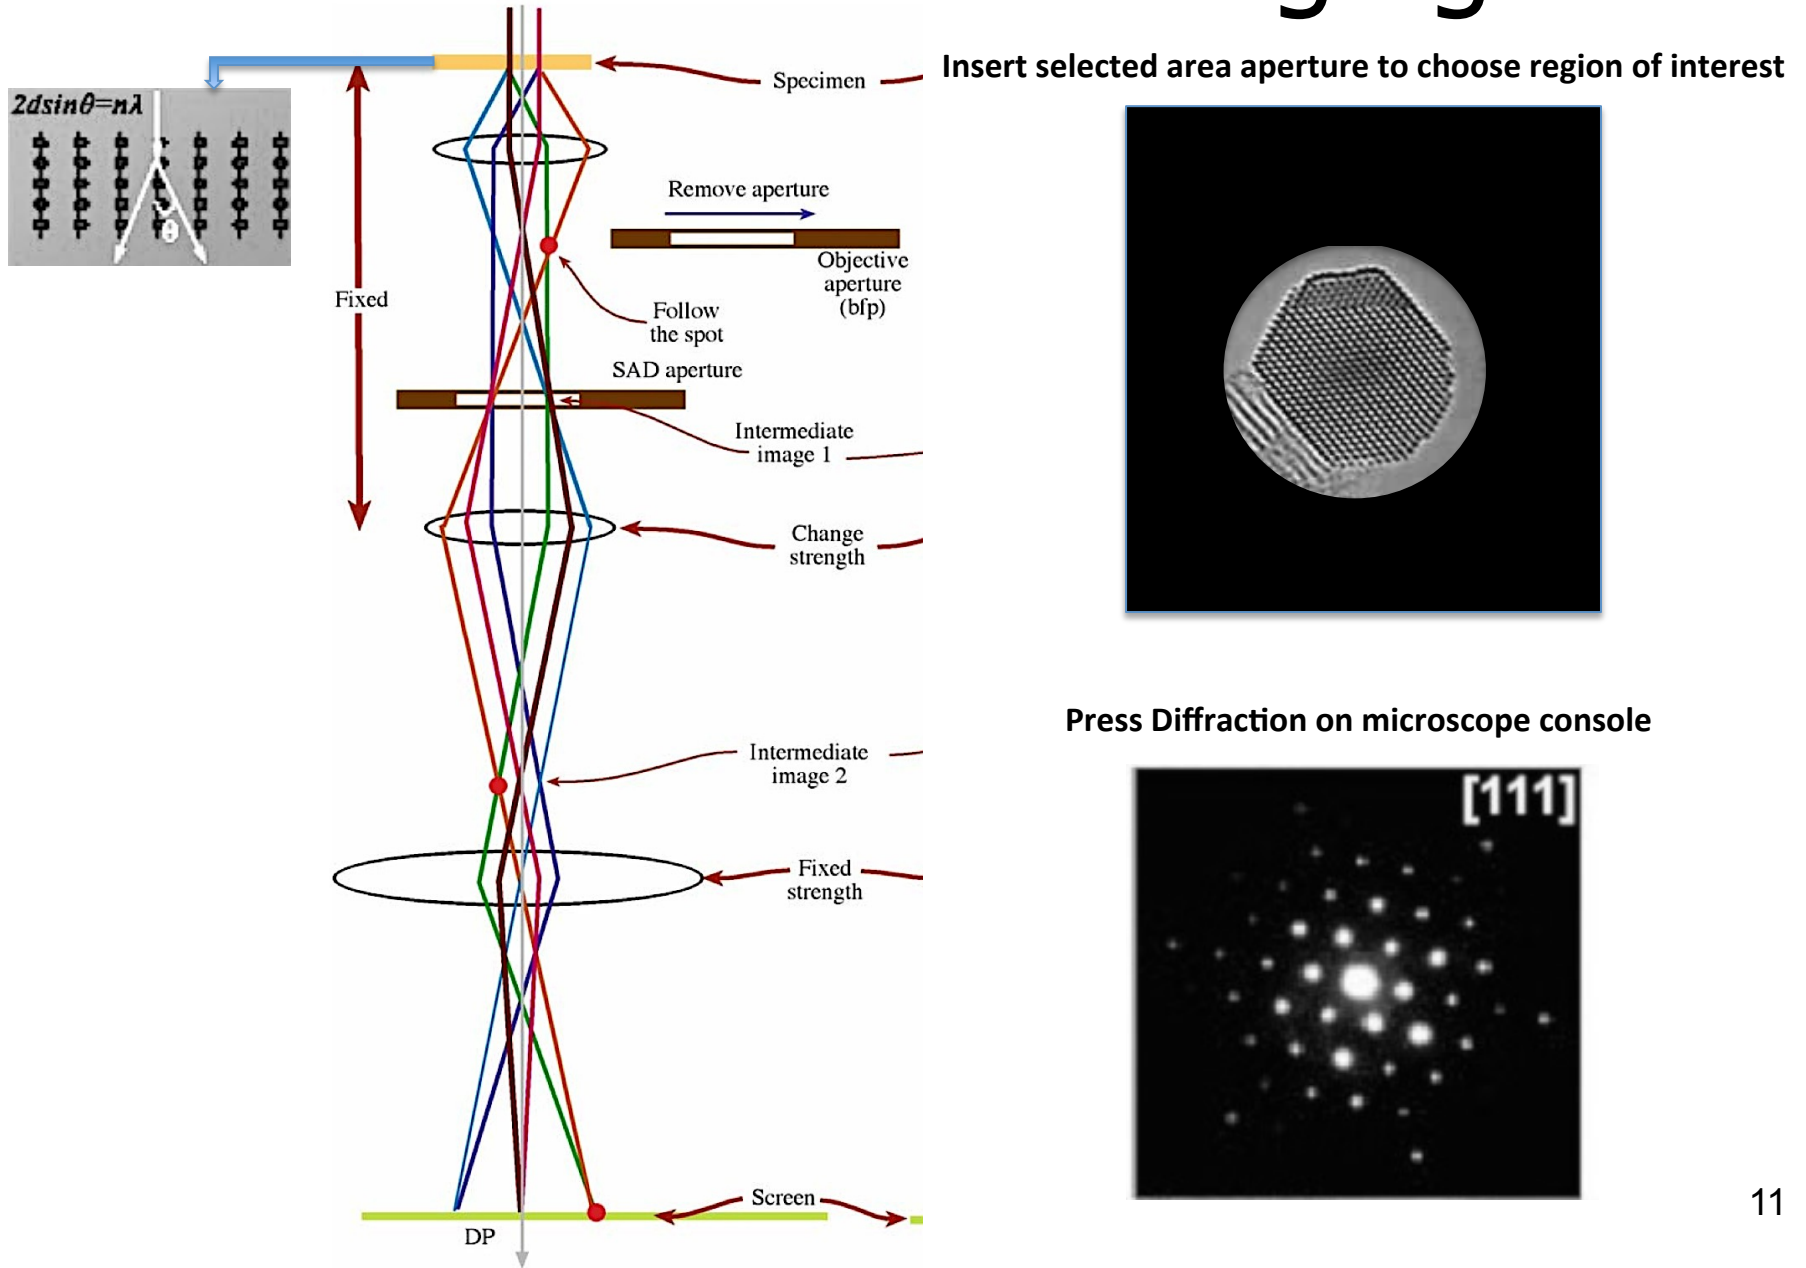 Insert selected area aperture to choose region of interest
Specimen
2dsinθ=nλ
θ
Remove aperture
Objective
aperture
(bfp)
Fixed
Follow
the spot
SAD aperture
Intermediate
image 1
Change
strength
Press Diffraction on microscope console
Intermediate
image 2
[111]
Fixed
strength
Screen
DP
11